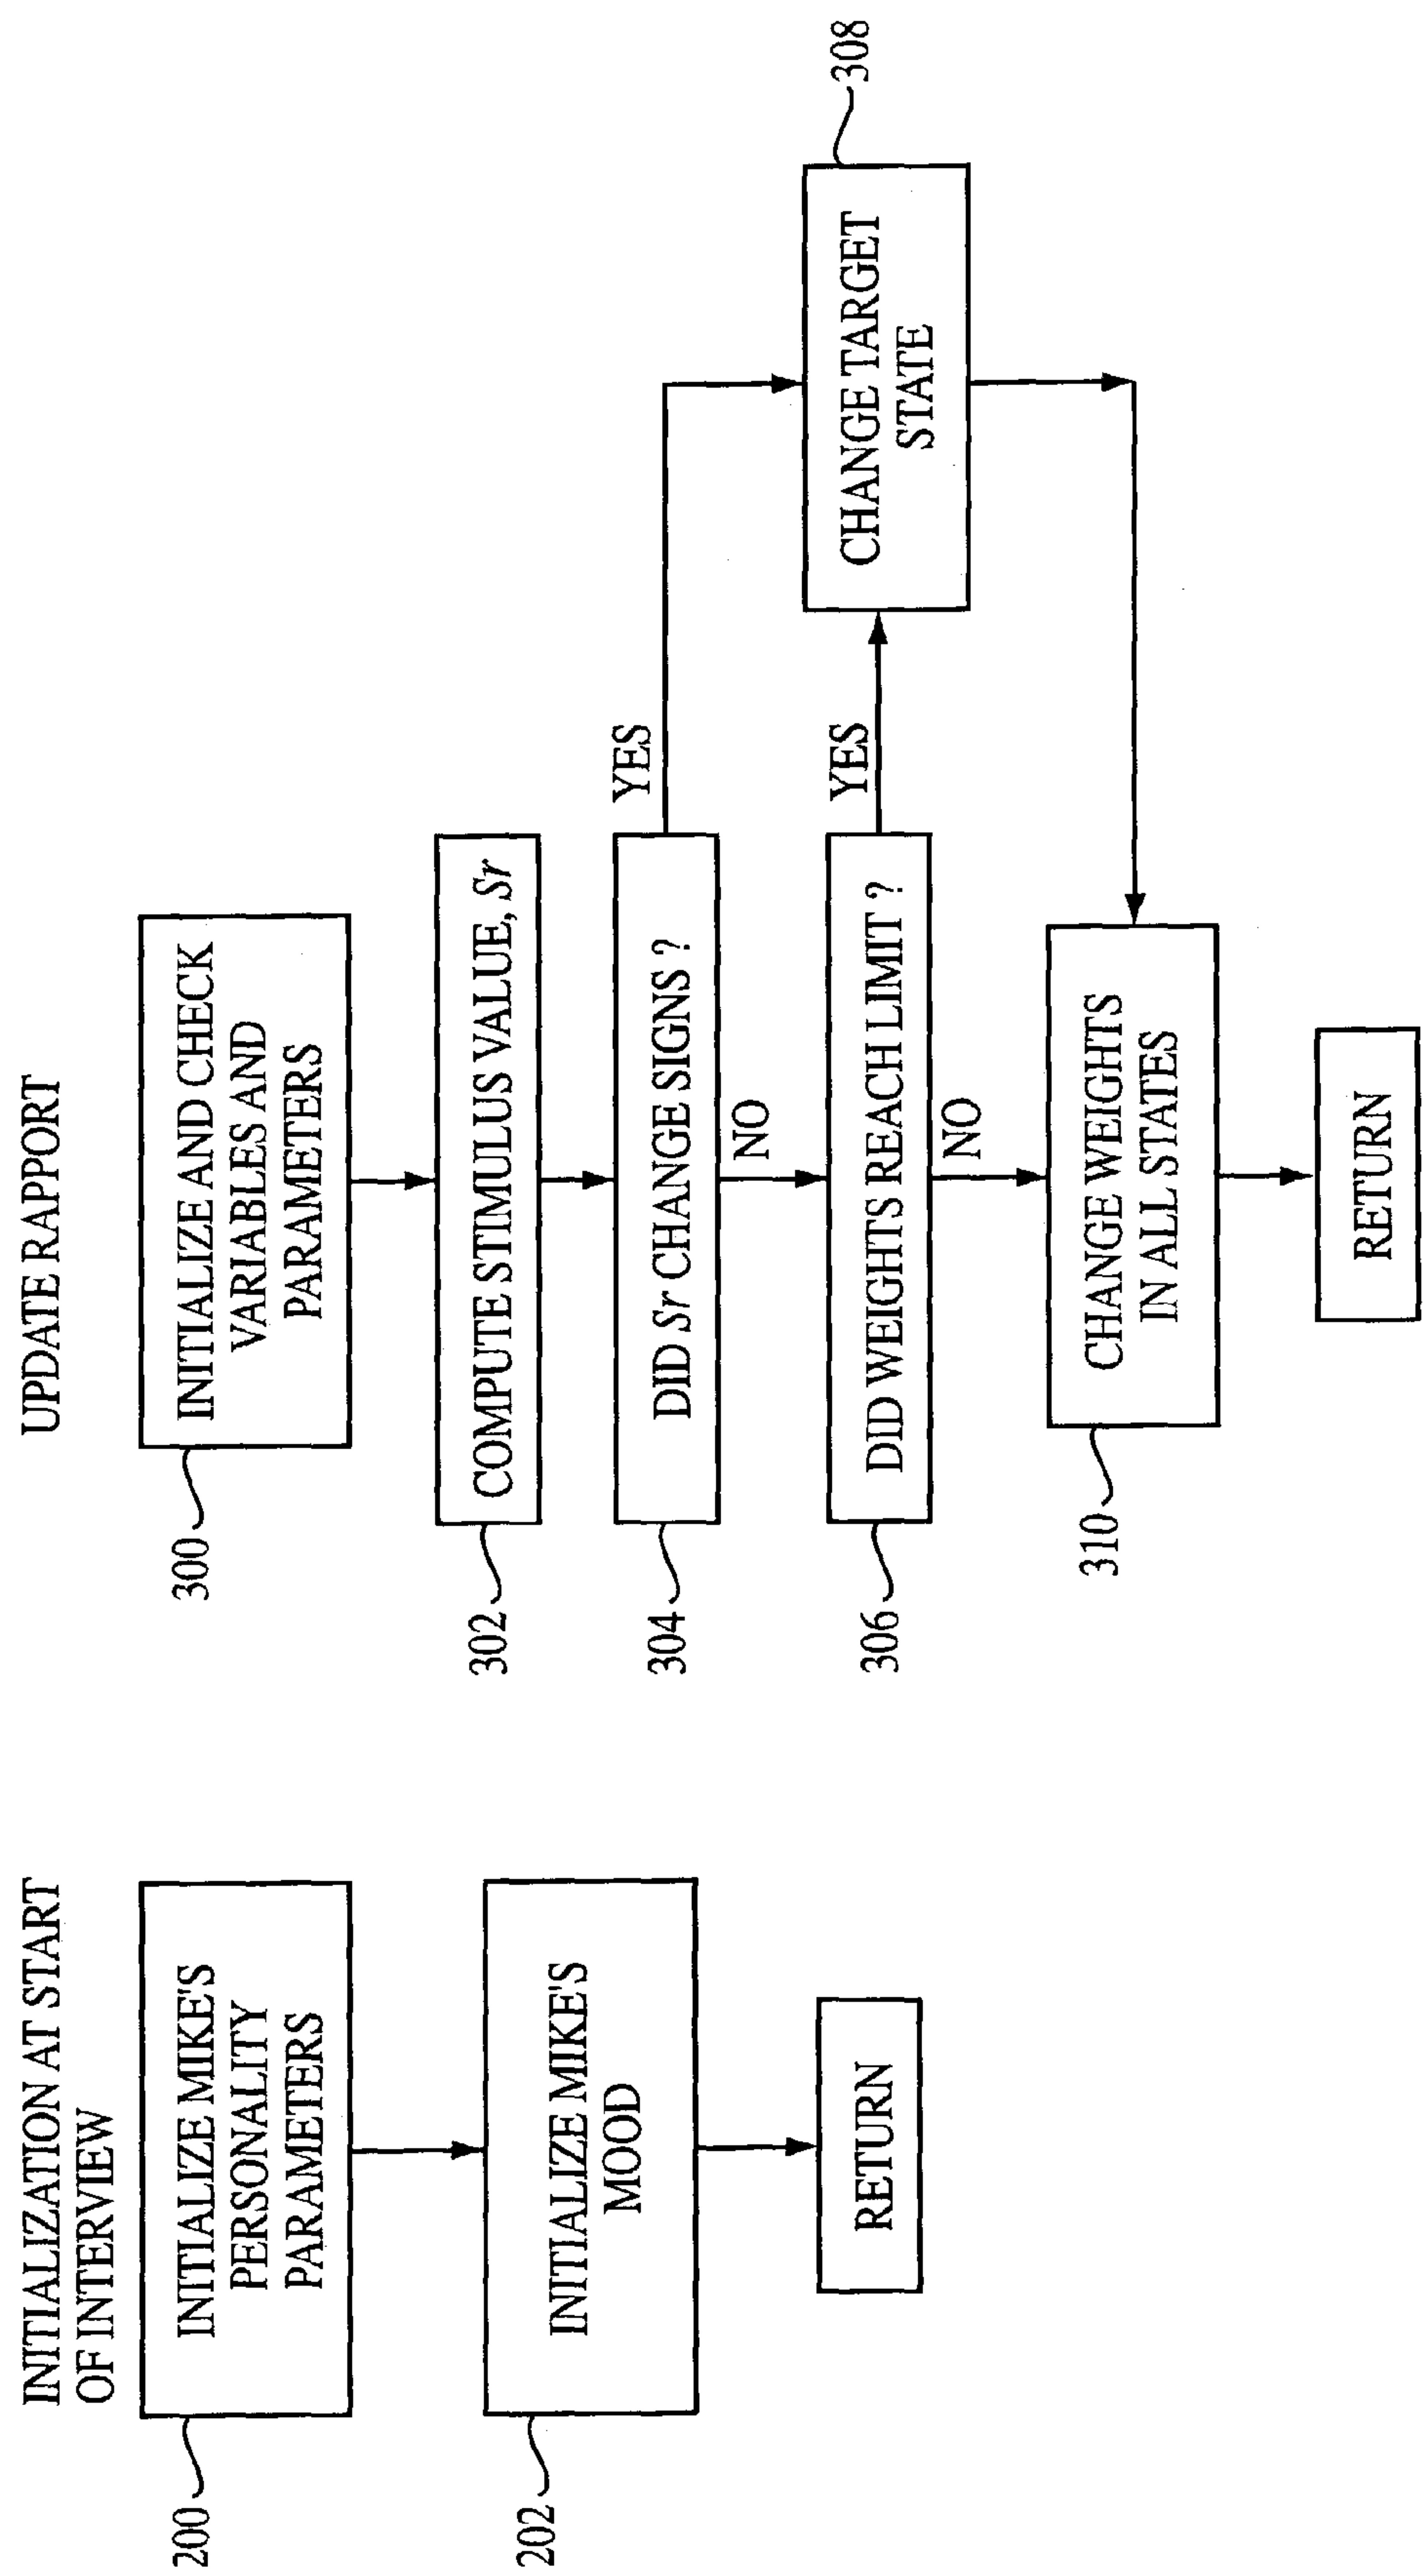 INITIALIZATION AT START
OF INTERVIEW
200
INITIALIZE MIKE'S
PERSONALITY
PARAMETERS
202
INITIALIZE MIKE'S
MOOD
RETURN
UPDATE RAPPORT
300
INITIALIZE AND CHECK
VARIABLES AND
PARAMETERS
302
COMPUTE STIMULUS VALUE, Sr
304
DID Sr CHANGE SIGNS ?
YES
NO
306
DID WEIGHTS REACH LIMIT ?
YES
NO
308
CHANGE TARGET
STATE
310
CHANGE WEIGHTS
IN ALL STATES
RETURN